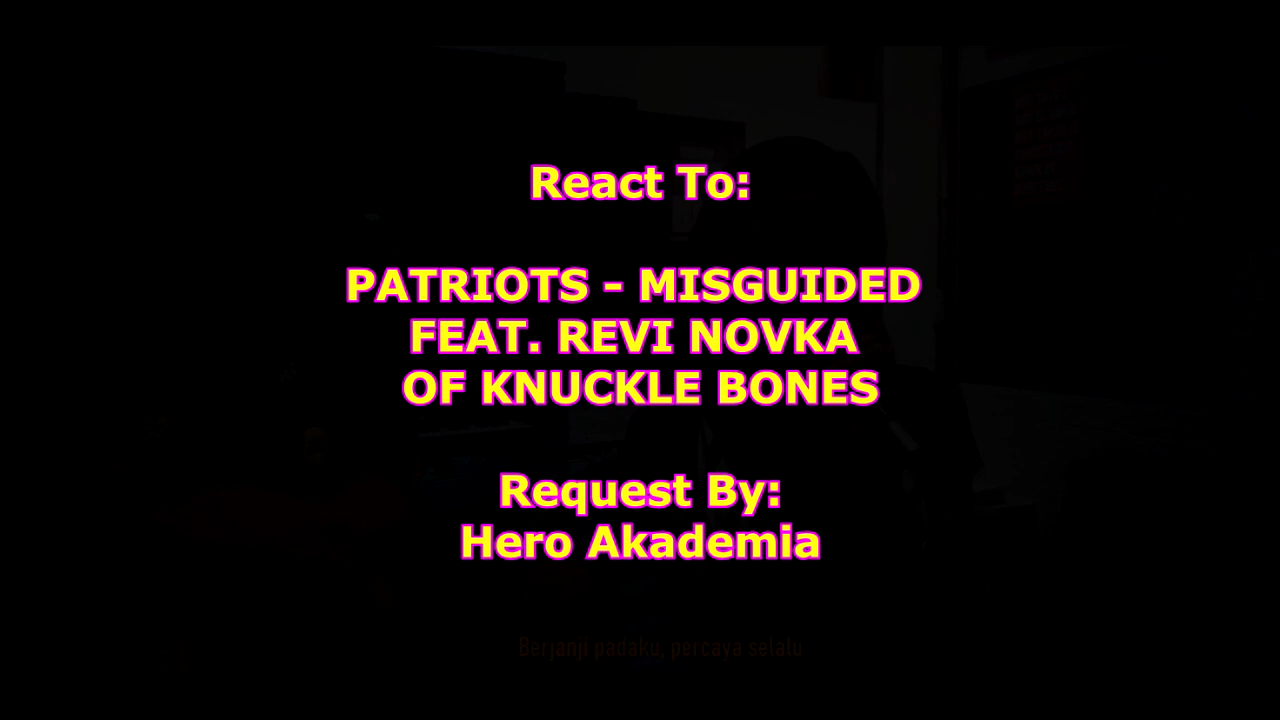 React To:
PATRIOTS - MISGUIDED
FEAT. REVI NOVKA
OF KNUCKLE BONES
Request By:
Hero Akademia
Berjanji padaku, percaya selalu